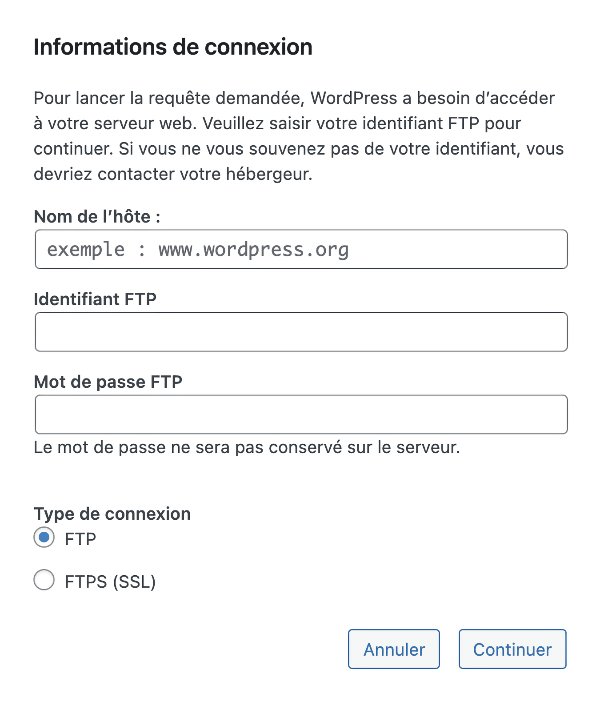 Informations de connexion
Pour lancer la requête demandée, WordPress a besoin d’accéder
à votre serveur web. Veuillez saisir votre identifiant FTP pour
continuer. Si vous ne vous souvenez pas de votre identifiant, vous
devriez contacter votre hébergeur.
Nom de l’hôte :
exemple : www.wordpress.org
Identifiant FTP
Mot de passe FTP
Le mot de passe ne sera pas conservé sur le serveur.
Type de connexion
FTP
FTPS (SSL)
Annuler Continuer